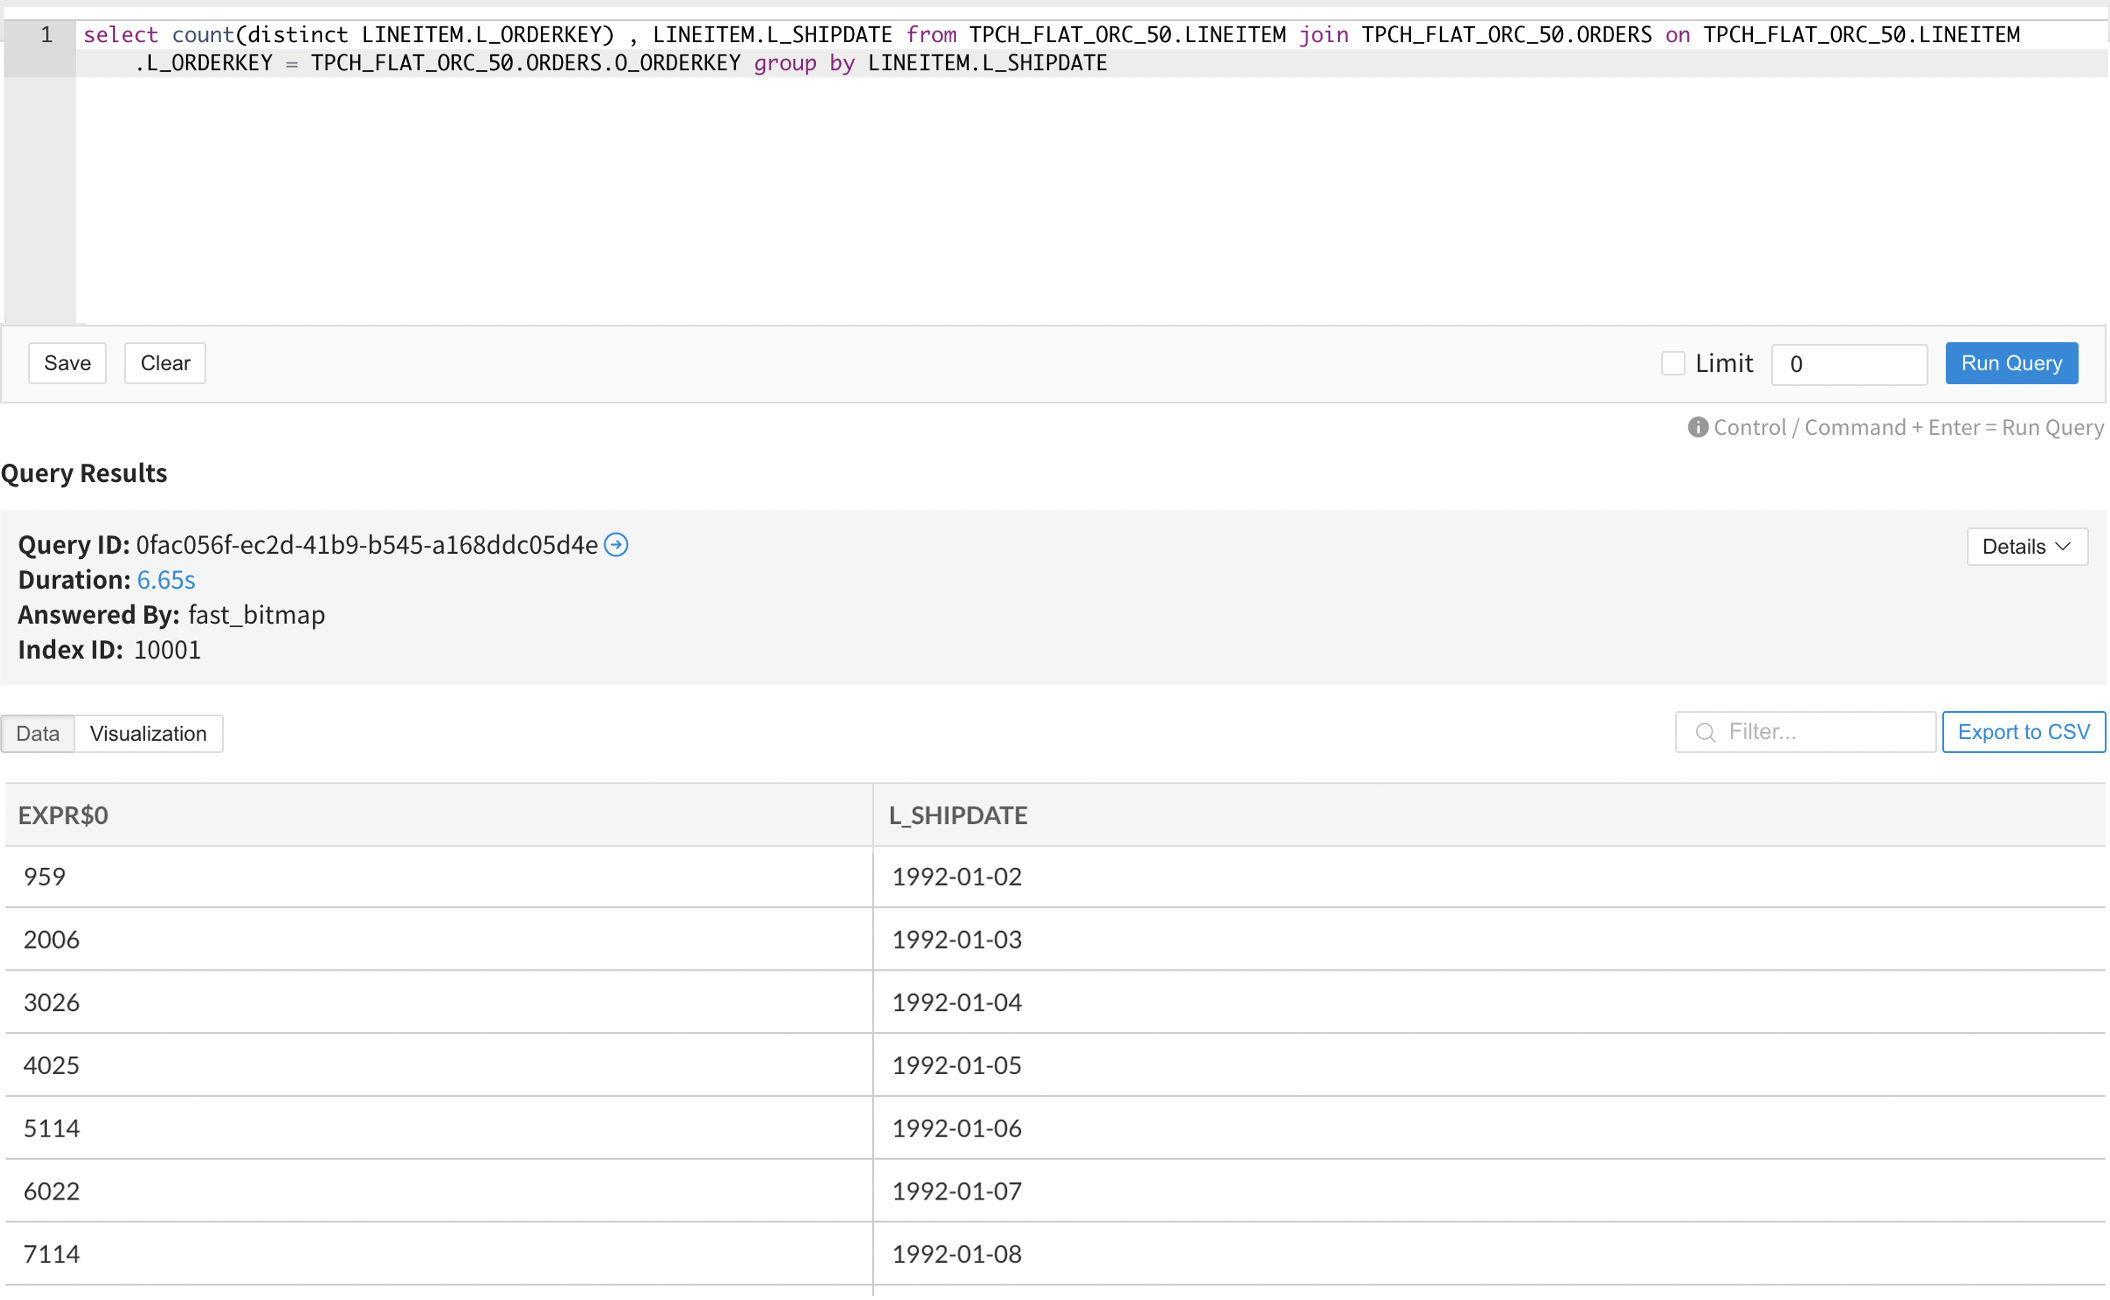 1 select count(distinct LINEITEM.L_ORDERKEY) , LINEITEM.L_SHIPDATE from TPCH_FLAT_ORC_50.LINEITEM join TPCH_FLAT_ORC_50.ORDERS on TPCH_FLAT_ORC_50.LINEITEM
.L_ORDERKEY = TPCH_FLAT_ORC_50.ORDERS.O_ORDERKEY group by LINEITEM.L_SHIPDATE
Save Clear Limit 0 Run Query
Control / Command + Enter = Run Query
Query Results
Query ID: 0fac056f-ec2d-41b9-b545-a168ddc05d4e Details
Duration: 6.65s
Answered By: fast_bitmap
Index ID: 10001
Data Visualization Filter... Export to CSV
EXPR$0 L_SHIPDATE
959 1992-01-02
2006 1992-01-03
3026 1992-01-04
4025 1992-01-05
5114 1992-01-06
6022 1992-01-07
7114 1992-01-08